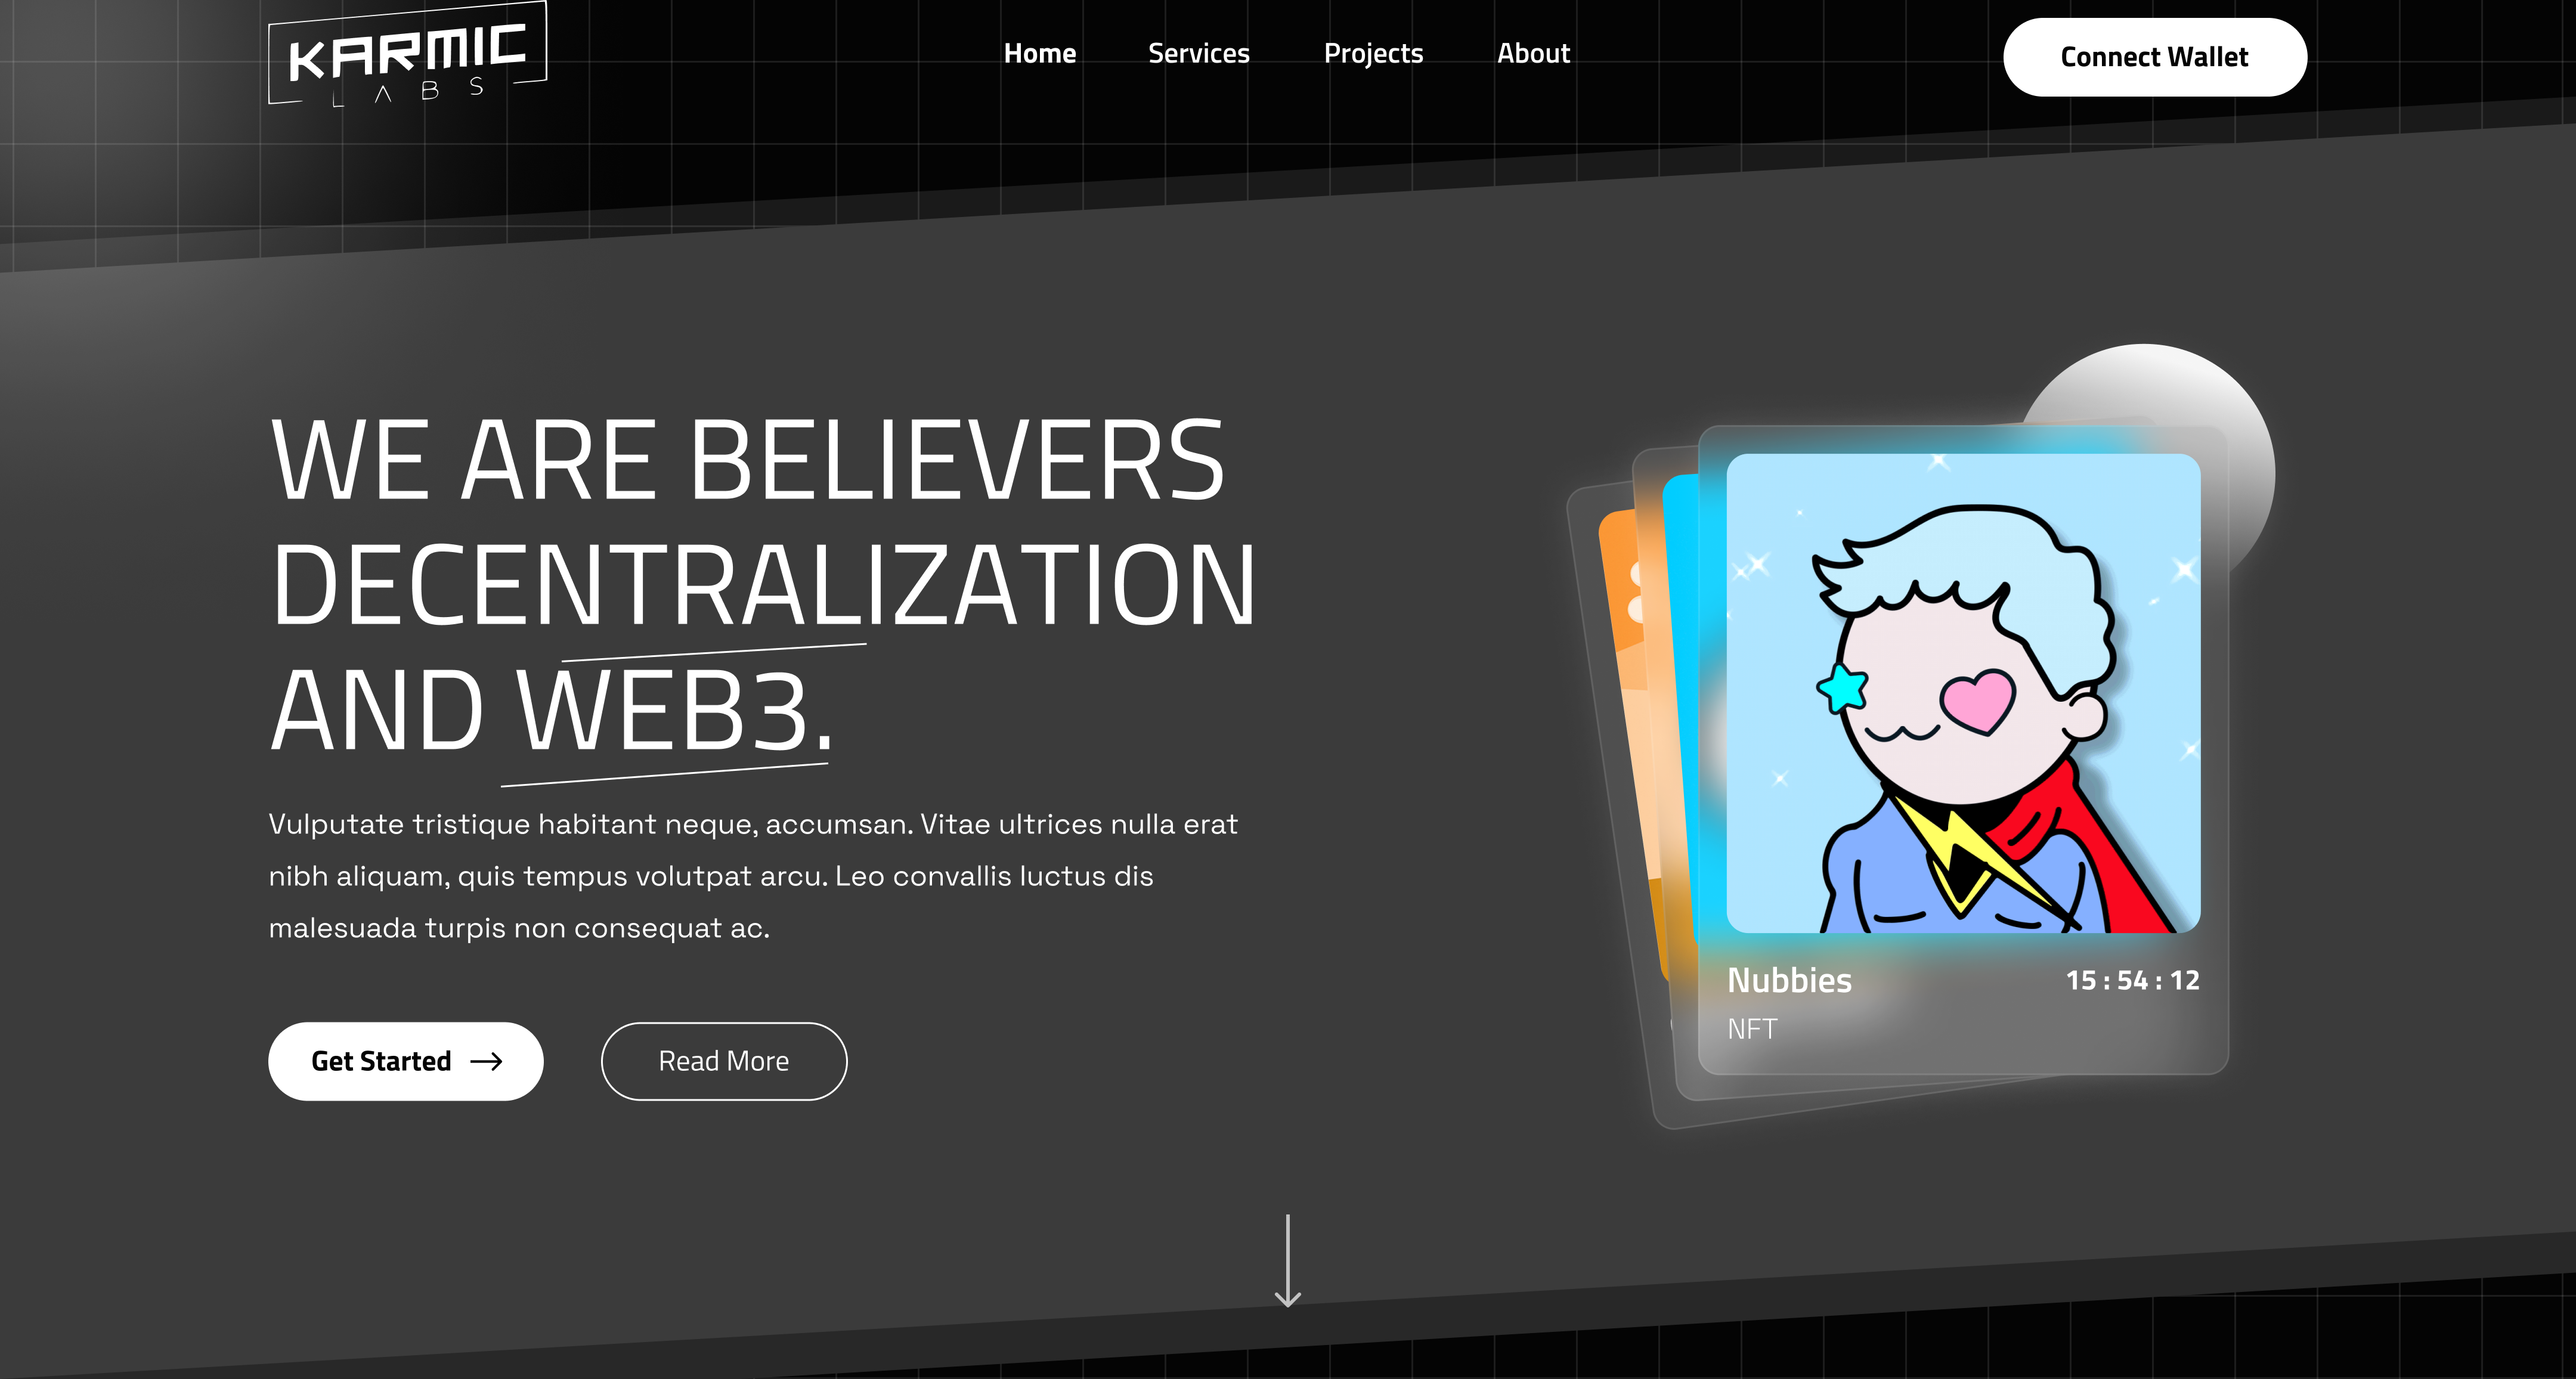 KARMIC
LABS
Home Services Projects About
Connect Wallet
WE ARE BELIEVERS
DECENTRALIZATION
AND WEB3.
Vulputate tristique habitant neque, accumsan. Vitae ultrices nulla erat
nibh aliquam, quis tempus volutpat arcu. Leo convallis luctus dis
malesuada turpis non consequat ac.
Get Started
Read More
Nubbies 15 : 54 : 12
NFT